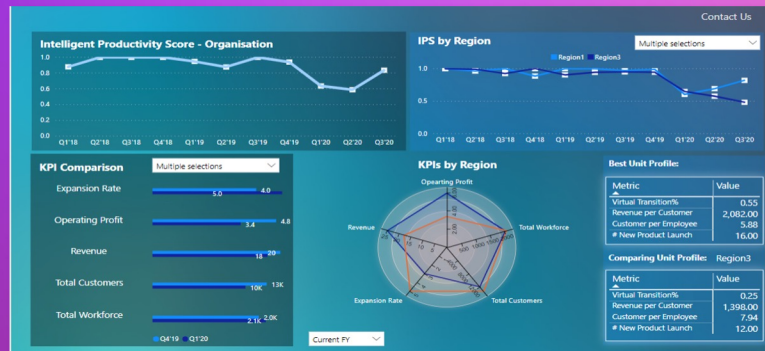 Contact Us
Intelligent Productivity Score - Organisation
1.0
0.8
0.6
0.4
0.2
0.0
Q1'18 Q2'18 Q3'18 Q4'18 Q1'19 Q2'19 Q3'19 Q4'19 Q1'20 Q2'20 Q3'20
IPS by Region
Multiple selections
Region1 Region3
1.0
0.5
0.0
Q1'18 Q2'18 Q3'18 Q4'18 Q1'19 Q2'19 Q3'19 Q4'19 Q1'20 Q2'20 Q3'20
KPI Comparison
Multiple selections
Expansion Rate 4.0
5.0
Operating Profit 4.8
3.4
Revenue 20
18
Total Customers 13K
10K
Total Workforce 2.0K
2.1K
Q4'19 Q1'20
KPIs by Region
Opearting Profit
4.00
2.00
Revenue
Total Workforce
500 1000
Expansion Rate
Total Customers
Current FY
Best Unit Profile:
Metric Value
Virtual Transition% 0.55
Revenue per Customer 2,082.00
Customer per Employee 5.88
# New Product Launch 16.00
Comparing Unit Profile: Region3
Metric Value
Virtual Transition% 0.25
Revenue per Customer 1,398.00
Customer per Employee 7.94
# New Product Launch 12.00